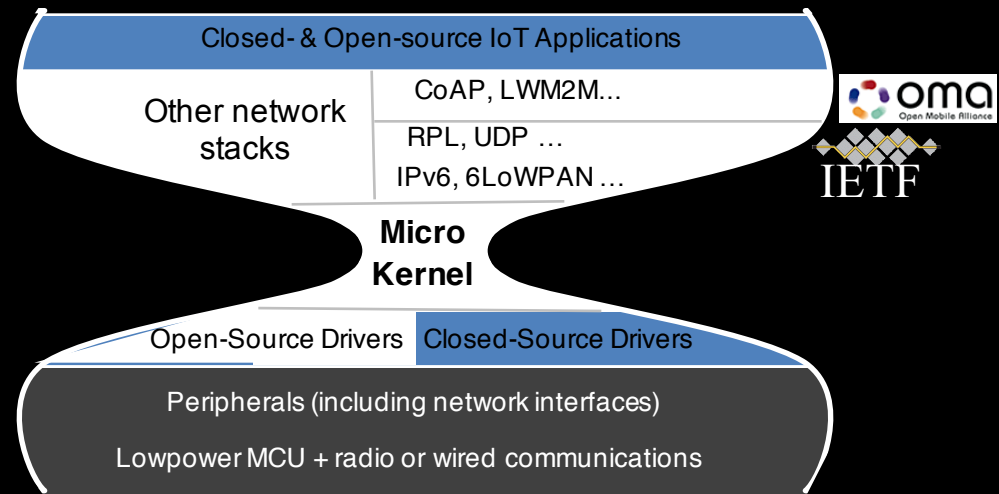 Closed- & Open-source IoT Applications
Other network
stacks
CoAP, LWM2M...
RPL, UDP …
IPv6, 6LoWPAN …
oma
Open Mobile Alliance
IETF
Micro
Kernel
Open-Source Drivers
Closed-Source Drivers
Peripherals (including network interfaces)
Lowpower MCU + radio or wired communications